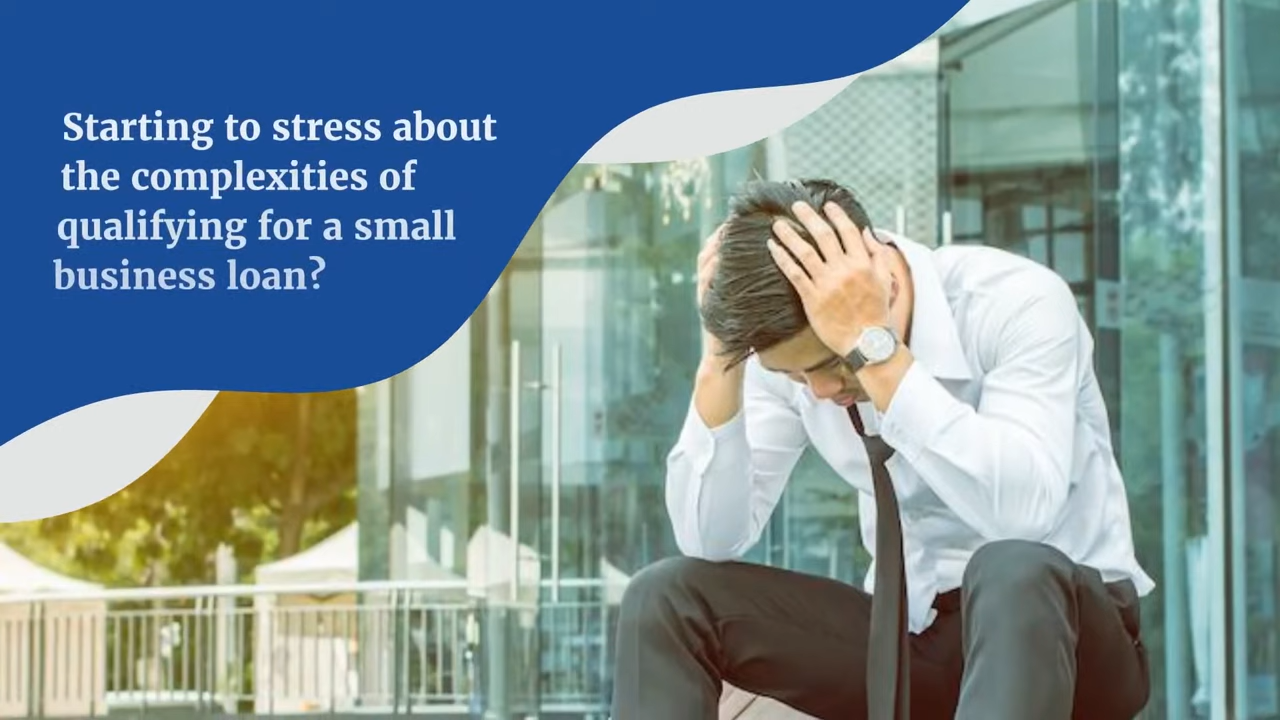 Starting to stress about
the complexities of
qualifying for a small
business loan?